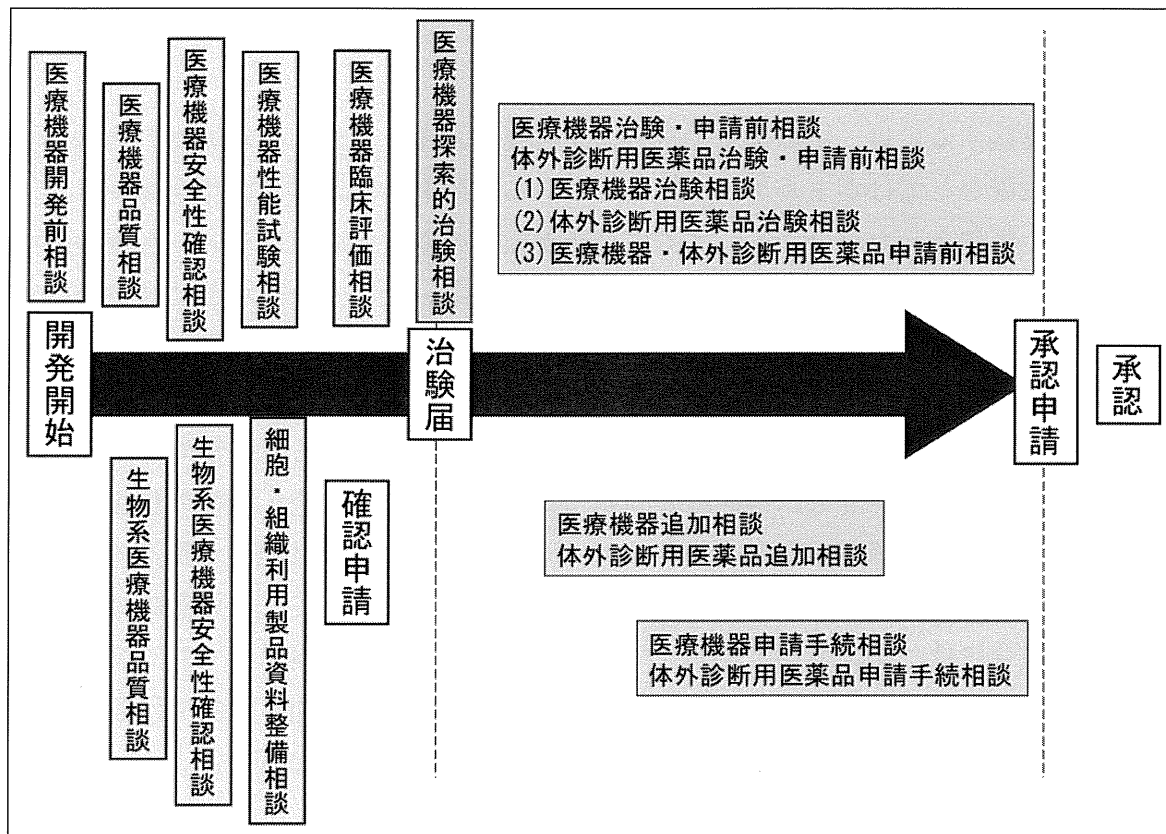 医療機器開発前相談
医療機器品質相談
医療機器安全性確認相談
医療機器性能試験相談
医療機器臨床評価相談
医療機器探索的治験相談
医療機器治験・申請前相談
体外診断用医薬品治験・申請前相談
(1)医療機器治験相談
(2)体外診断用医薬品治験相談
(3)医療機器・体外診断用医薬品申請前相談
開発開始
治験届
承認申請
承認
生物系医療機器品質相談
生物系医療機器安全性確認相談
細胞・組織利用製品資料整備相談
確認申請
医療機器追加相談
体外診断用医薬品追加相談
医療機器申請手続相談
体外診断用医薬品申請手続相談